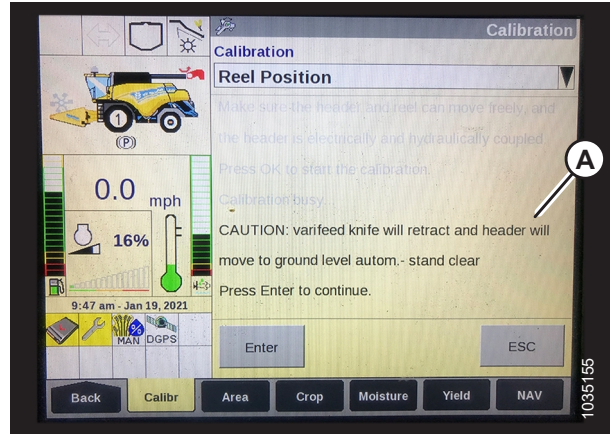 Calibration
Calibration
Reel Position
Make sure the header and reel can move freely, and
the header is electrically and hydraulically coupled.
Press OK to start the calibration.
Calibration busy...
CAUTION: varifeed knife will retract and header will
move to ground level autom.- stand clear
Press Enter to continue.
Enter
ESC
1
(P)
0.0 mph
16%
9:47 am - Jan 19, 2021
MAN
DGPS
Back
Calibr
Area
Crop
Moisture
Yield
NAV
A
1035155